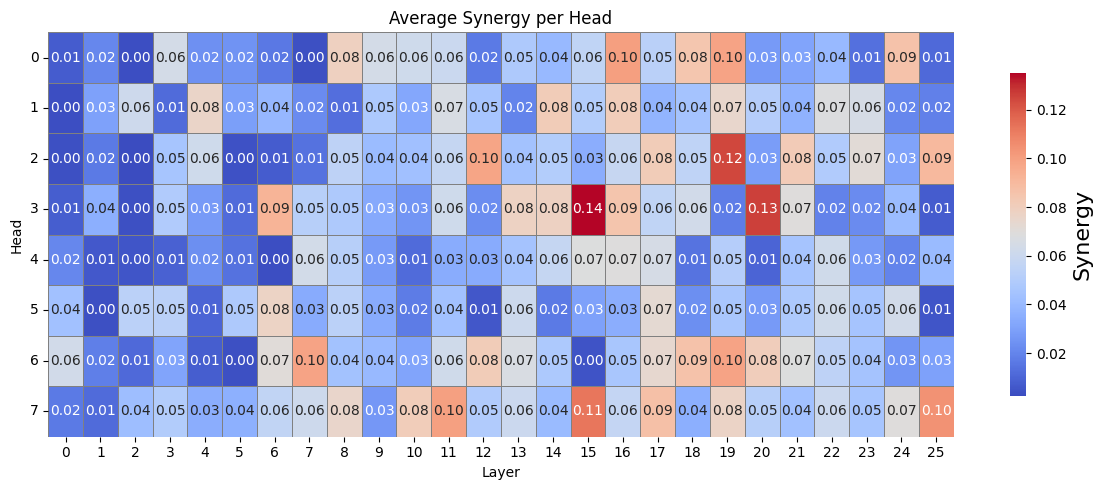 Average Synergy per Head
Head
0 0.01 0.02 0.00 0.06 0.02 0.02 0.02 0.00 0.08 0.06 0.06 0.06 0.02 0.05 0.04 0.06 0.10 0.05 0.08 0.10 0.03 0.03 0.04 0.01 0.09 0.01
1 0.00 0.03 0.06 0.01 0.08 0.03 0.04 0.02 0.01 0.05 0.03 0.07 0.05 0.02 0.08 0.05 0.08 0.04 0.04 0.07 0.05 0.04 0.07 0.06 0.02 0.02
2 0.00 0.02 0.00 0.05 0.06 0.00 0.01 0.01 0.05 0.04 0.04 0.06 0.10 0.04 0.05 0.03 0.06 0.08 0.05 0.12 0.03 0.08 0.05 0.07 0.03 0.09
3 0.01 0.04 0.00 0.05 0.03 0.01 0.09 0.05 0.05 0.03 0.03 0.06 0.02 0.08 0.08 0.14 0.09 0.06 0.06 0.02 0.13 0.07 0.02 0.02 0.04 0.01
4 0.02 0.01 0.00 0.01 0.02 0.01 0.00 0.06 0.05 0.03 0.01 0.03 0.03 0.04 0.06 0.07 0.07 0.07 0.01 0.05 0.01 0.04 0.06 0.03 0.02 0.04
5 0.04 0.00 0.05 0.05 0.01 0.05 0.08 0.03 0.05 0.03 0.02 0.04 0.01 0.06 0.02 0.03 0.03 0.07 0.02 0.05 0.03 0.05 0.06 0.05 0.06 0.01
6 0.06 0.02 0.01 0.03 0.01 0.00 0.07 0.10 0.04 0.04 0.03 0.06 0.08 0.07 0.05 0.00 0.05 0.07 0.09 0.10 0.08 0.07 0.05 0.04 0.03 0.03
7 0.02 0.01 0.04 0.05 0.03 0.04 0.06 0.06 0.08 0.03 0.08 0.10 0.05 0.06 0.04 0.11 0.06 0.09 0.04 0.08 0.05 0.04 0.06 0.05 0.07 0.10
0 1 2 3 4 5 6 7 8 9 10 11 12 13 14 15 16 17 18 19 20 21 22 23 24 25
Layer
0.12
0.10
0.08
0.06
0.04
0.02
Synergy